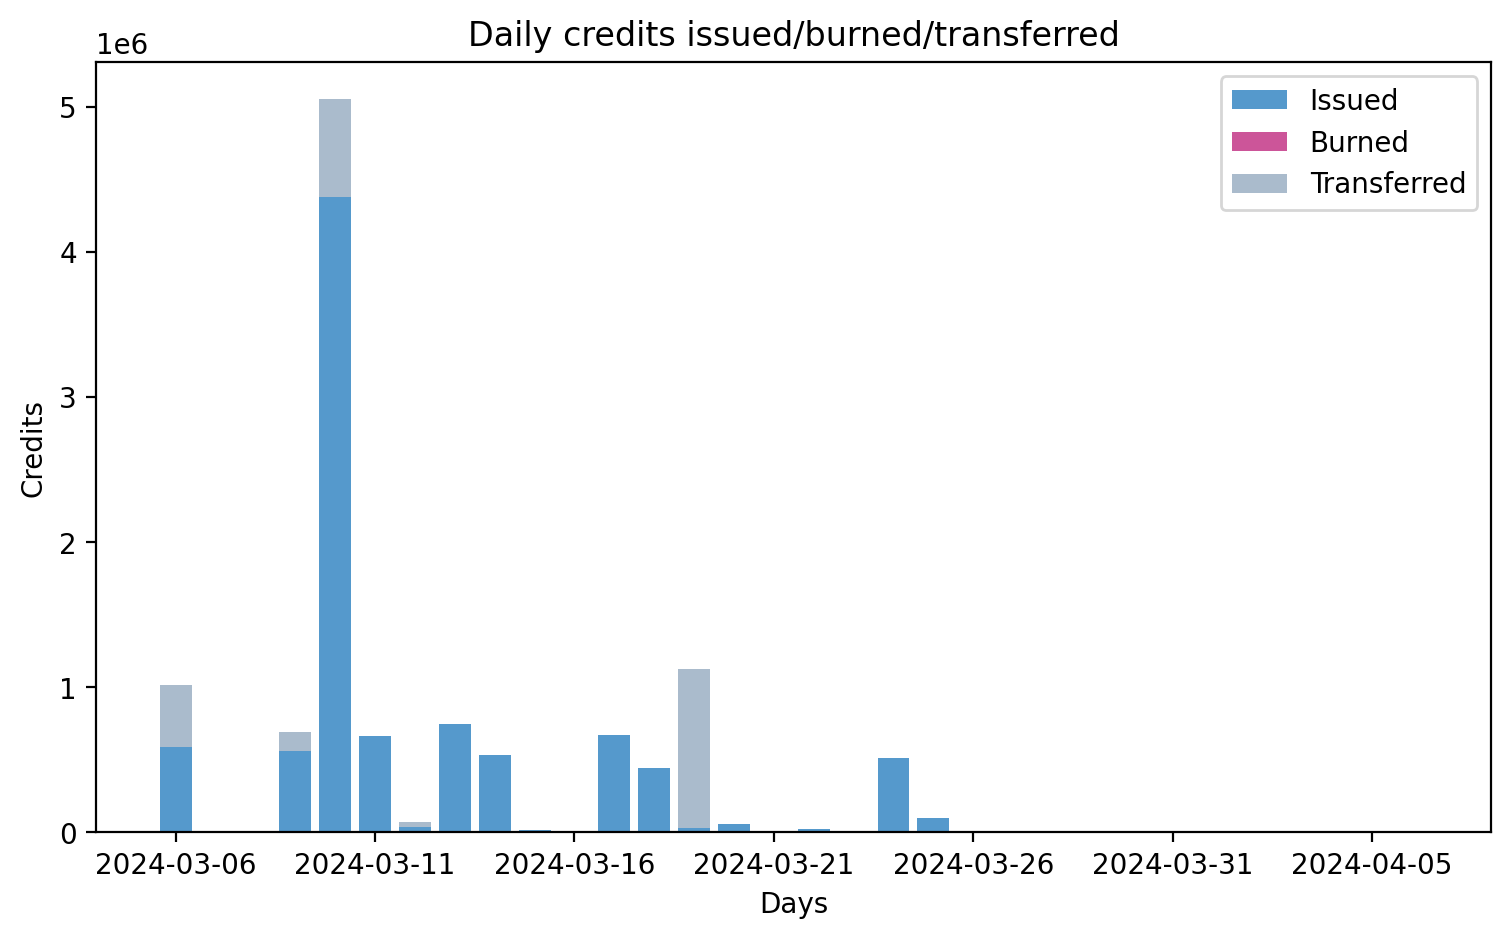 Daily credits issued/burned/transferred
1e6
Issued
Burned
Transferred
5
4
3
2
1
0
Credits
2024-03-06 2024-03-11 2024-03-16 2024-03-21 2024-03-26 2024-03-31 2024-04-05
Days